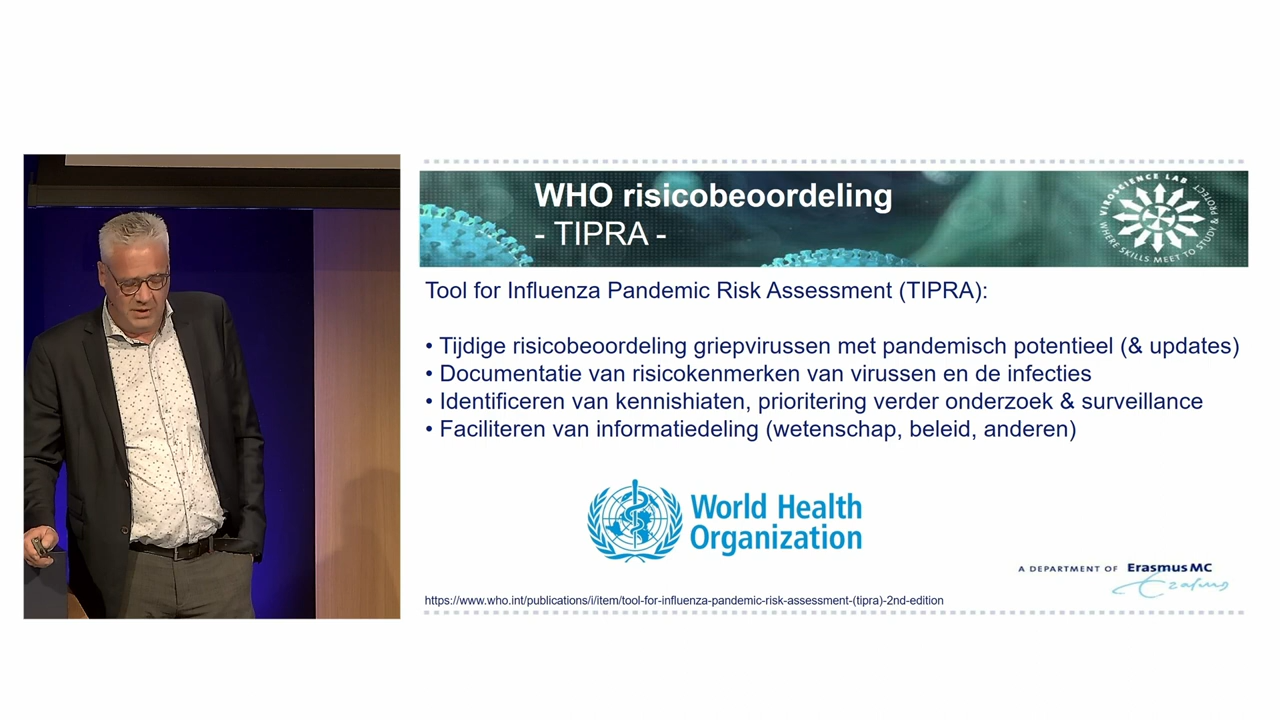 WHO risicobeoordeling
- TIPRA -
VIROSCIENCE LAB
WHERE SKILLS MEET TO STUDY & PROTECT
Tool for Influenza Pandemic Risk Assessment (TIPRA):
• Tijdige risicobeoordeling griepvirussen met pandemisch potentieel (& updates)
• Documentatie van risicokenmerken van virussen en de infecties
• Identificeren van kennishiaten, prioritering verder onderzoek & surveillance
• Faciliteren van informatiedeling (wetenschap, beleid, anderen)
World Health
Organization
A DEPARTMENT OF Erasmus MC
Erasmus
https://www.who.int/publications/i/item/tool-for-influenza-pandemic-risk-assessment-(tipra)-2nd-edition